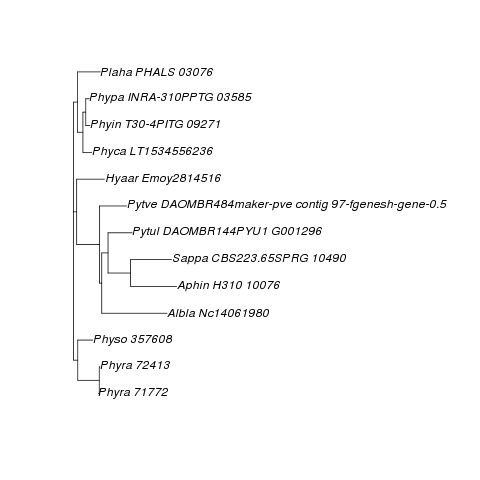 Plaha PHALS 03076
Phypa INRA-310PPTG 03585
Phyin T30-4PITG 09271
Phyca LT1534556236
Hyaar Emoy2814516
Pytve DAOMBR484maker-pve contig 97-fgenesh-gene-0.5
Pytul DAOMBR144PYU1 G001296
Sappa CBS223.65SPRG 10490
Aphin H310 10076
Albla Nc14061980
Physo 357608
Phyra 72413
Phyra 71772